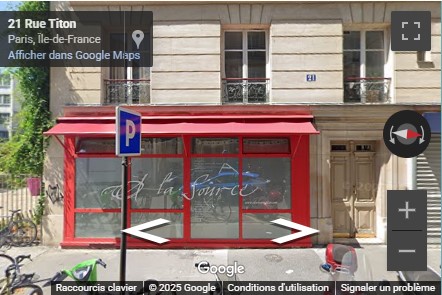 21 Rue Titon
Paris, Île-de-France
Afficher dans Google Maps
21
P
à la Source
Google
Raccourcis clavier
© 2025 Google
Conditions d'utilisation
Signaler un problème